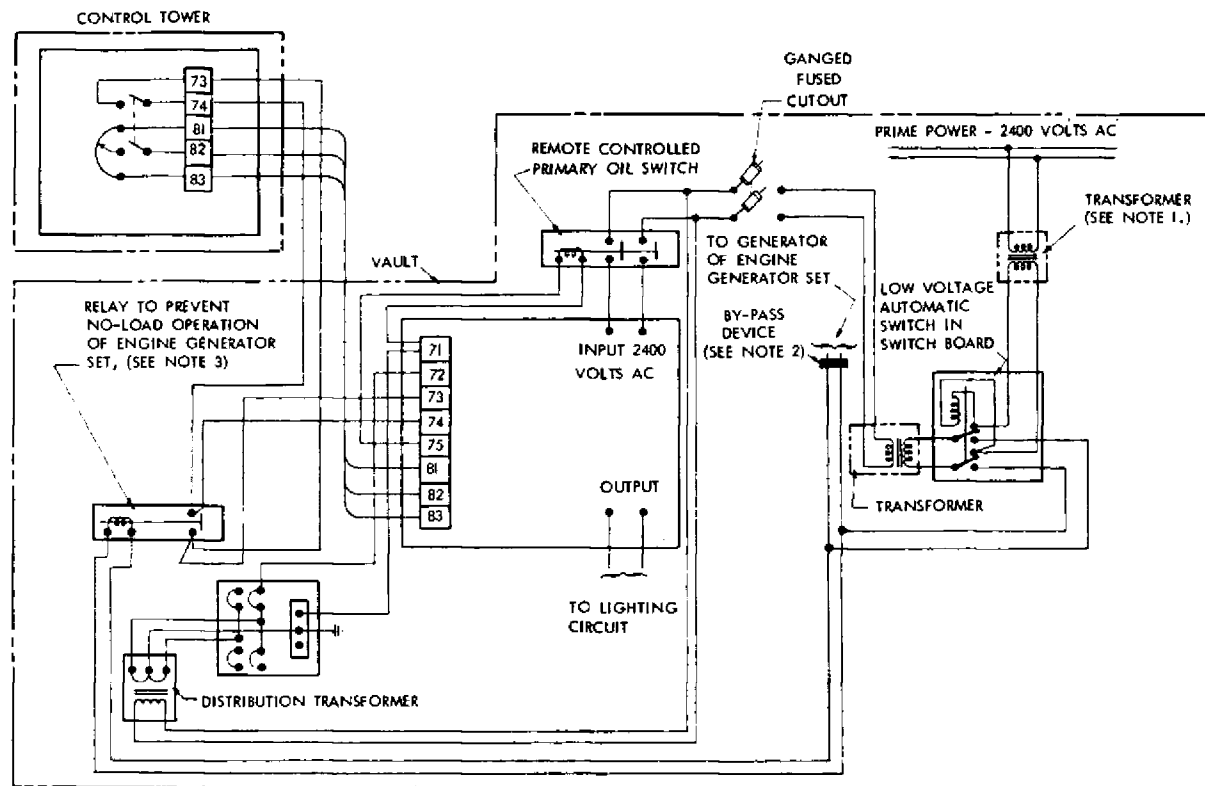 CONTROL TOWER
73
74
81
82
83
GANGED
FUSED
CUTOUT
PRIME POWER - 2400 VOLTS AC
REMOTE CONTROLLED
PRIMARY OIL SWITCH
TRANSFORMER
(SEE NOTE 1.)
VAULT
TO GENERATOR
OF ENGINE
GENERATOR SET
LOW VOLTAGE
AUTOMATIC
SWITCH IN
SWITCH BOARD
BY-PASS
DEVICE
(SEE NOTE 2)
RELAY TO PREVENT
NO-LOAD OPERATION
OF ENGINE GENERATOR
SET, (SEE NOTE 3)
71
72
73
74
75
81
82
83
INPUT 2400
VOLTS AC
OUTPUT
TRANSFORMER
TO LIGHTING
CIRCUIT
DISTRIBUTION TRANSFORMER